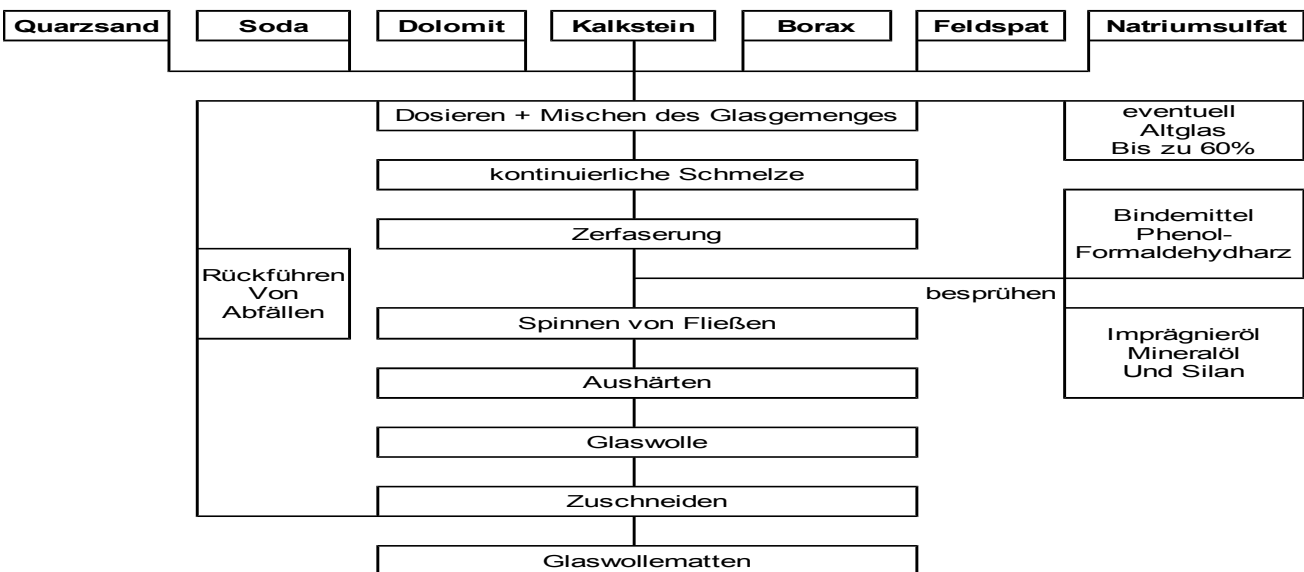 Quarzsand
Soda
Dolomit
Kalkstein
Borax
Feldspat
Natriumsulfat
Dosieren + Mischen des Glasgemenges
eventuell
Altglas
Bis zu 60%
kontinuierliche Schmelze
Zerfaserung
Bindemittel
Phenol-
Formaldehydharz
Rückführen
Von
Abfällen
besprühen
Spinnen von Fließen
Imprägnieröl
Mineralöl
Und Silan
Aushärten
Glaswolle
Zuschneiden
Glaswollematten